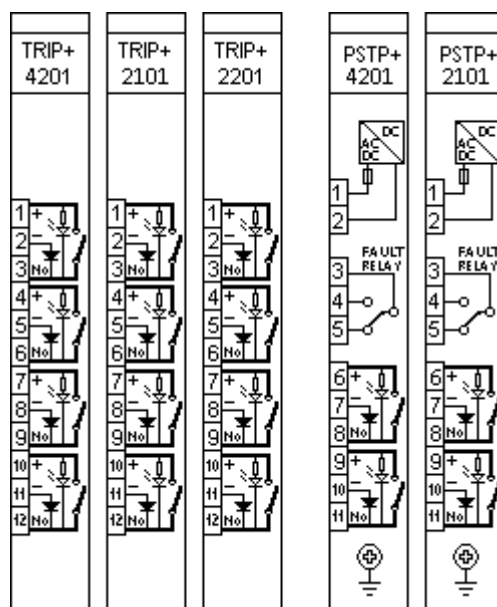 TRIP+
4201
1 +
2 -
3 No
4 +
5 -
6 No
7 +
8 -
9 No
10 +
11 -
12 No
TRIP+
2101
1 +
2 -
3 No
4 +
5 -
6 No
7 +
8 -
9 No
10 +
11 -
12 No
TRIP+
2201
1 +
2 -
3 No
4 +
5 -
6 No
7 +
8 -
9 No
10 +
11 -
12 No
PSTP+
4201
DC
AC
DC
1
2
FAULT
3 RELAY
4
5
6 +
7 -
8 No
9 +
10 -
11 No
PSTP+
2101
DC
AC
DC
1
2
FAULT
3 RELAY
4
5
6 +
7 -
8 No
9 +
10 -
11 No